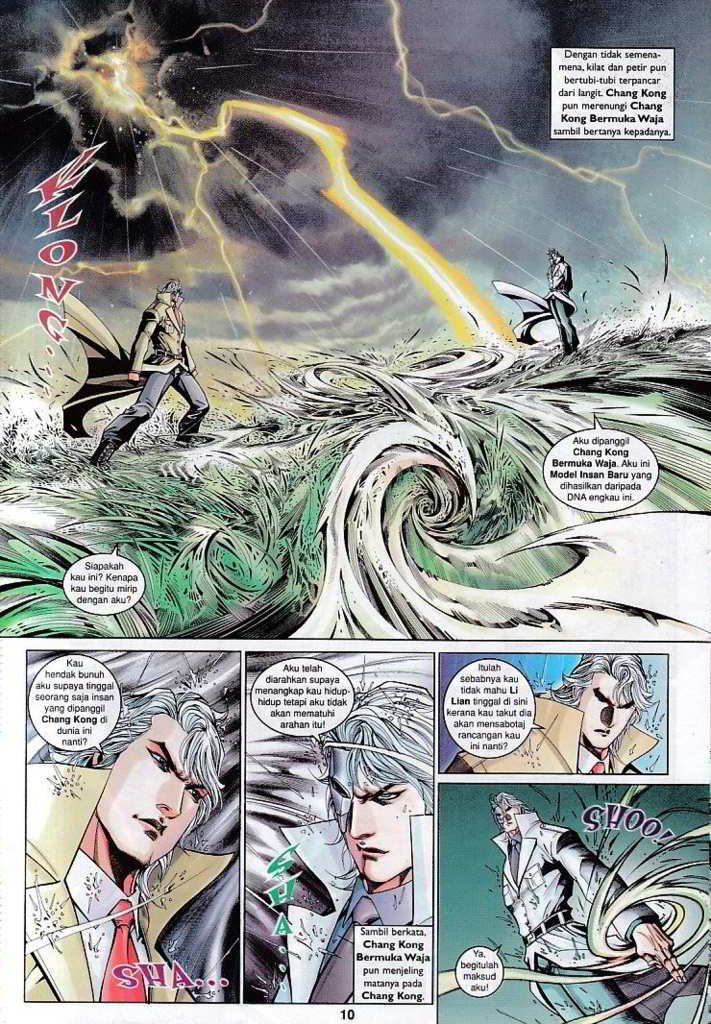 Dengan tidak semena-
mena, kilat dan petir pun
bertubi-tubi terpancar
dari langit. Chang Kong
pun merenungi Chang
Kong Bermuka Waja
sambil bertanya kepadanya.
KLONG...
Siapakah
kau ini? Kenapa
kau begitu mirip
dengan aku?
Aku dipanggil
Chang Kong
Bermuka Waja. Aku ini
Model Insan Baru yang
dihasilkan daripada
DNA engkau ini.
Kau
hendak bunuh
aku supaya tinggal
seorang saja insan
yang dipanggil
Chang Kong di
dunia ini
nanti?
SHA...
Aku telah
diarahkan supaya
menangkap kau hidup-
hidup tetapi aku tidak
akan mematuhi
arahan itu!
SHA...
Sambil berkata,
Chang Kong
Bermuka Waja
pun menjeling
matanya pada
Chang Kong.
Itulah
sebabnya kau
tidak mahu Li
Lian tinggal di sini
kerana kau takut dia
akan mensabotaj
rancangan kau
ini nanti?
SHOO!
Ya,
begitulah
maksud
aku!
10